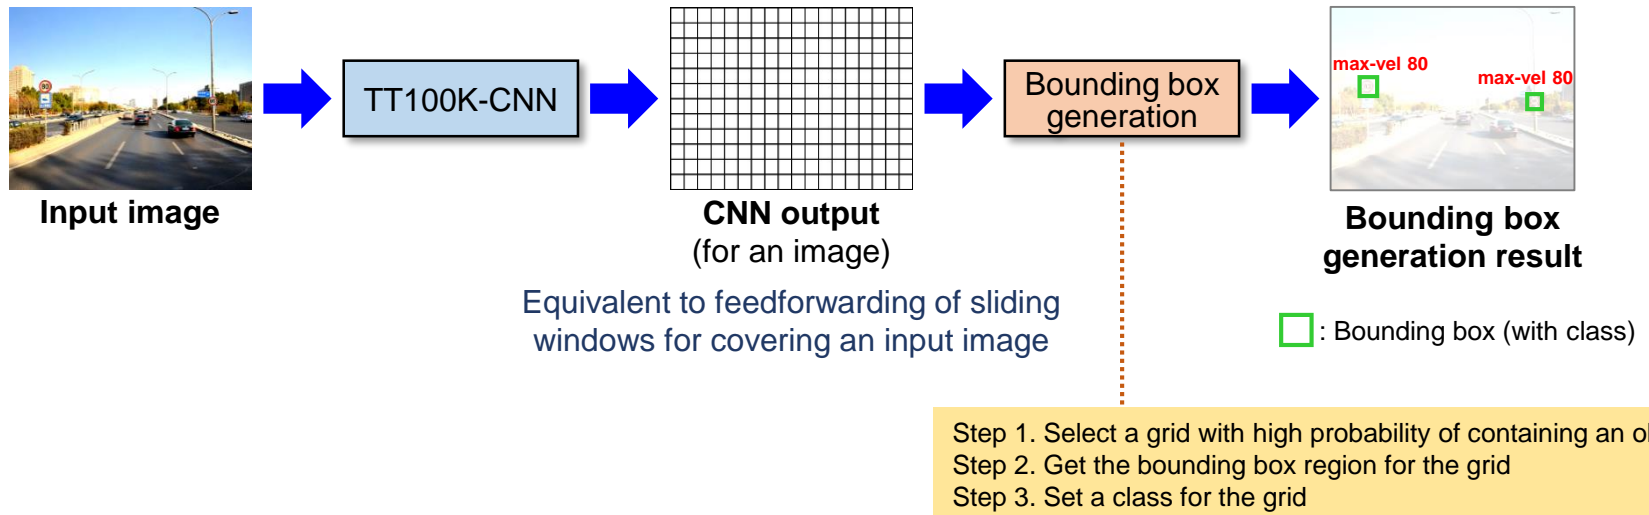 Input image
TT100K-CNN
CNN output
(for an image)
Equivalent to feedforwarding of sliding
windows for covering an input image
Bounding box
generation
max-vel 80
max-vel 80
Bounding box
generation result
: Bounding box (with class)
Step 1. Select a grid with high probability of containing an
Step 2. Get the bounding box region for the grid
Step 3. Set a class for the grid